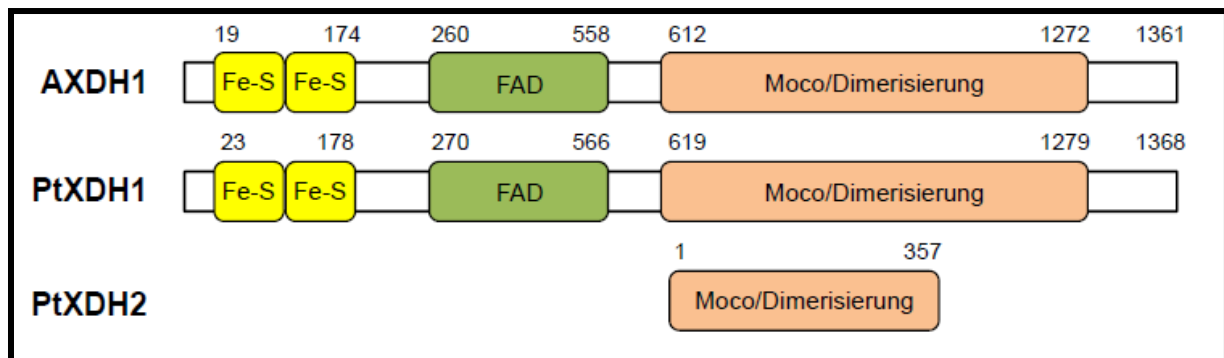 19 174 260 558 612 1272 1361
AXDH1 Fe-S Fe-S FAD Moco/Dimerisierung
23 178 270 566 619 1279 1368
PtXDH1 Fe-S Fe-S FAD Moco/Dimerisierung
1 357
PtXDH2 Moco/Dimerisierung